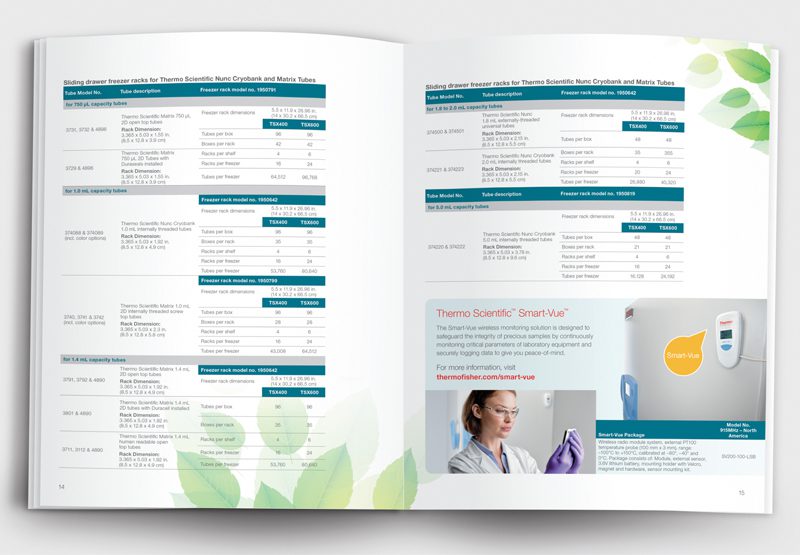 Sliding drawer freezer racks for Thermo Scientific Nunc Cryobank and Matrix Tubes
Tube Model No. Tube description Freezer rack model no. 1950791
for 750 µL capacity tubes
3731, 3732 & 4898
Thermo Scientific Matrix 750 µL,
2D open top tubes
Rack Dimension:
3.365 x 5.03 x 1.55 in.
(8.5 x 12.8 x 3.9 cm)
Freezer rack dimensions
5.5 x 11.9 x 26.96 in.
(14 x 30.2 x 66.5 cm)
TSX400 TSX600
Tubes per box 96 96
Boxes per rack 42 42
3729 & 4896
Thermo Scientific Matrix
750 µL, 2D Tubes with
Duraseals installed
Rack Dimension:
3.365 x 5.03 x 1.55 in.
(8.5 x 12.8 x 3.9 cm)
Racks per shelf 4 6
Racks per freezer 16 24
Tubes per freezer 64,512 96,768
for 1.0 mL capacity tubes
Freezer rack model no. 1950642
374088 & 374089
(incl. color options)
Thermo Scientific Nunc Cryobank
1.0 mL internally threaded tubes
Rack Dimension:
3.365 x 5.03 x 1.92 in.
(8.5 x 12.8 x 4.9 cm)
Freezer rack dimensions
5.5 x 11.9 x 26.96 in.
(14 x 30.2 x 66.5 cm)
TSX400 TSX600
Tubes per box 96 96
Boxes per rack 35 35
Racks per shelf 4 6
Racks per freezer 16 24
Tubes per freezer 53,760 80,640
Freezer rack model no. 1950799
3740, 3741 & 3742
(incl. color options)
Thermo Scientific Matrix 1.0 mL
2D internally threaded screw
top tubes
Rack Dimension:
3.365 x 5.03 x 2.3 in.
(8.5 x 12.8 x 5.8 cm)
Freezer rack dimensions
5.5 x 11.9 x 26.96 in.
(14 x 30.2 x 66.5 cm)
TSX400 TSX600
Tubes per box 96 96
Boxes per rack 28 28
Racks per shelf 4 6
Racks per freezer 16 24
Tubes per freezer 43,008 64,512
for 1.4 mL capacity tubes
3791, 3792 & 4890
Thermo Scientific Matrix 1.4 mL
2D open top tubes
Rack Dimension:
3.365 x 5.03 x 1.92 in.
(8.5 x 12.8 x 4.9 cm)
Freezer rack model no. 1950642
Freezer rack dimensions
5.5 x 11.9 x 26.96 in.
(14 x 30.2 x 66.5 cm)
TSX400 TSX600
3801 & 4890
Thermo Scientific Matrix 1.4 mL
2D tubes with Duracell installed
Rack Dimension:
3.365 x 5.03 x 1.92 in.
(8.5 x 12.8 x 4.9 cm)
Tubes per box 96 96
Boxes per rack 35 35
3711, 3112 & 4890
Thermo Scientific Matrix 1.4 mL
human readable open
top tubes
Rack Dimension:
3.365 x 5.03 x 1.92 in.
(8.5 x 12.8 x 4.9 cm)
Racks per shelf 4 6
Racks per freezer 16 24
Tubes per freezer 53,760 80,640
14
Sliding drawer freezer racks for Thermo Scientific Nunc Cryobank and Matrix Tubes
Tube Model No. Tube description Freezer rack model no. 1950642
for 1.8 to 2.0 mL capacity tubes
374500 & 374501
Thermo Scientific Nunc
1.8 mL externally-threaded
universal tubes
Rack Dimension:
3.365 x 5.03 x 2.15 in.
(8.5 x 12.8 x 5.5 cm)
Freezer rack dimensions
5.5 x 11.9 x 26.96 in.
(14 x 30.2 x 66.5 cm)
TSX400 TSX600
Tubes per box 48 48
374221 & 374223
Thermo Scientific Nunc Cryobank
2.0 mL internally threaded tubes
Rack Dimension:
3.365 x 5.03 x 2.15 in.
(8.5 x 12.8 x 5.5 cm)
Boxes per rack 35 355
Racks per shelf 4 6
Racks per freezer 20 24
Tubes per freezer 26,880 40,320
Tube Model No. Tube description Freezer rack model no. 1950819
for 5.0 mL capacity tubes
374220 & 374222
Thermo Scientific Nunc Cryobank
5.0 mL internally threaded tubes
Rack Dimension:
3.365 x 5.03 x 3.78 in.
(8.5 x 12.8 x 9.6 cm)
Freezer rack dimensions
5.5 x 11.9 x 26.96 in.
(14 x 30.2 x 66.5 cm)
TSX400 TSX600
Tubes per box 48 48
Boxes per rack 21 21
Racks per shelf 4 6
Racks per freezer 16 24
Tubes per freezer 16,128 24,192
Thermo Scientific™ Smart-Vue™
The Smart-Vue wireless monitoring solution is designed to
safeguard the integrity of precious samples by continuously
monitoring critical parameters of laboratory equipment and
securely logging data to give you peace-of-mind.
For more information, visit
thermofisher.com/smart-vue
Thermo
Smart-Vue
Smart-Vue Package
Model No.
915MHz – North
America
Wireless radio module system, external PT100
temperature probe (100 mm x 3 mm), range
–100°C to +150°C, calibrated at –80°, –40° and
0°C. Package consists of: Module, external sensor,
3.6V lithium battery, mounting holder with Velcro,
magnet and hardware, sensor mounting kit.
SV200-100-LSB
15